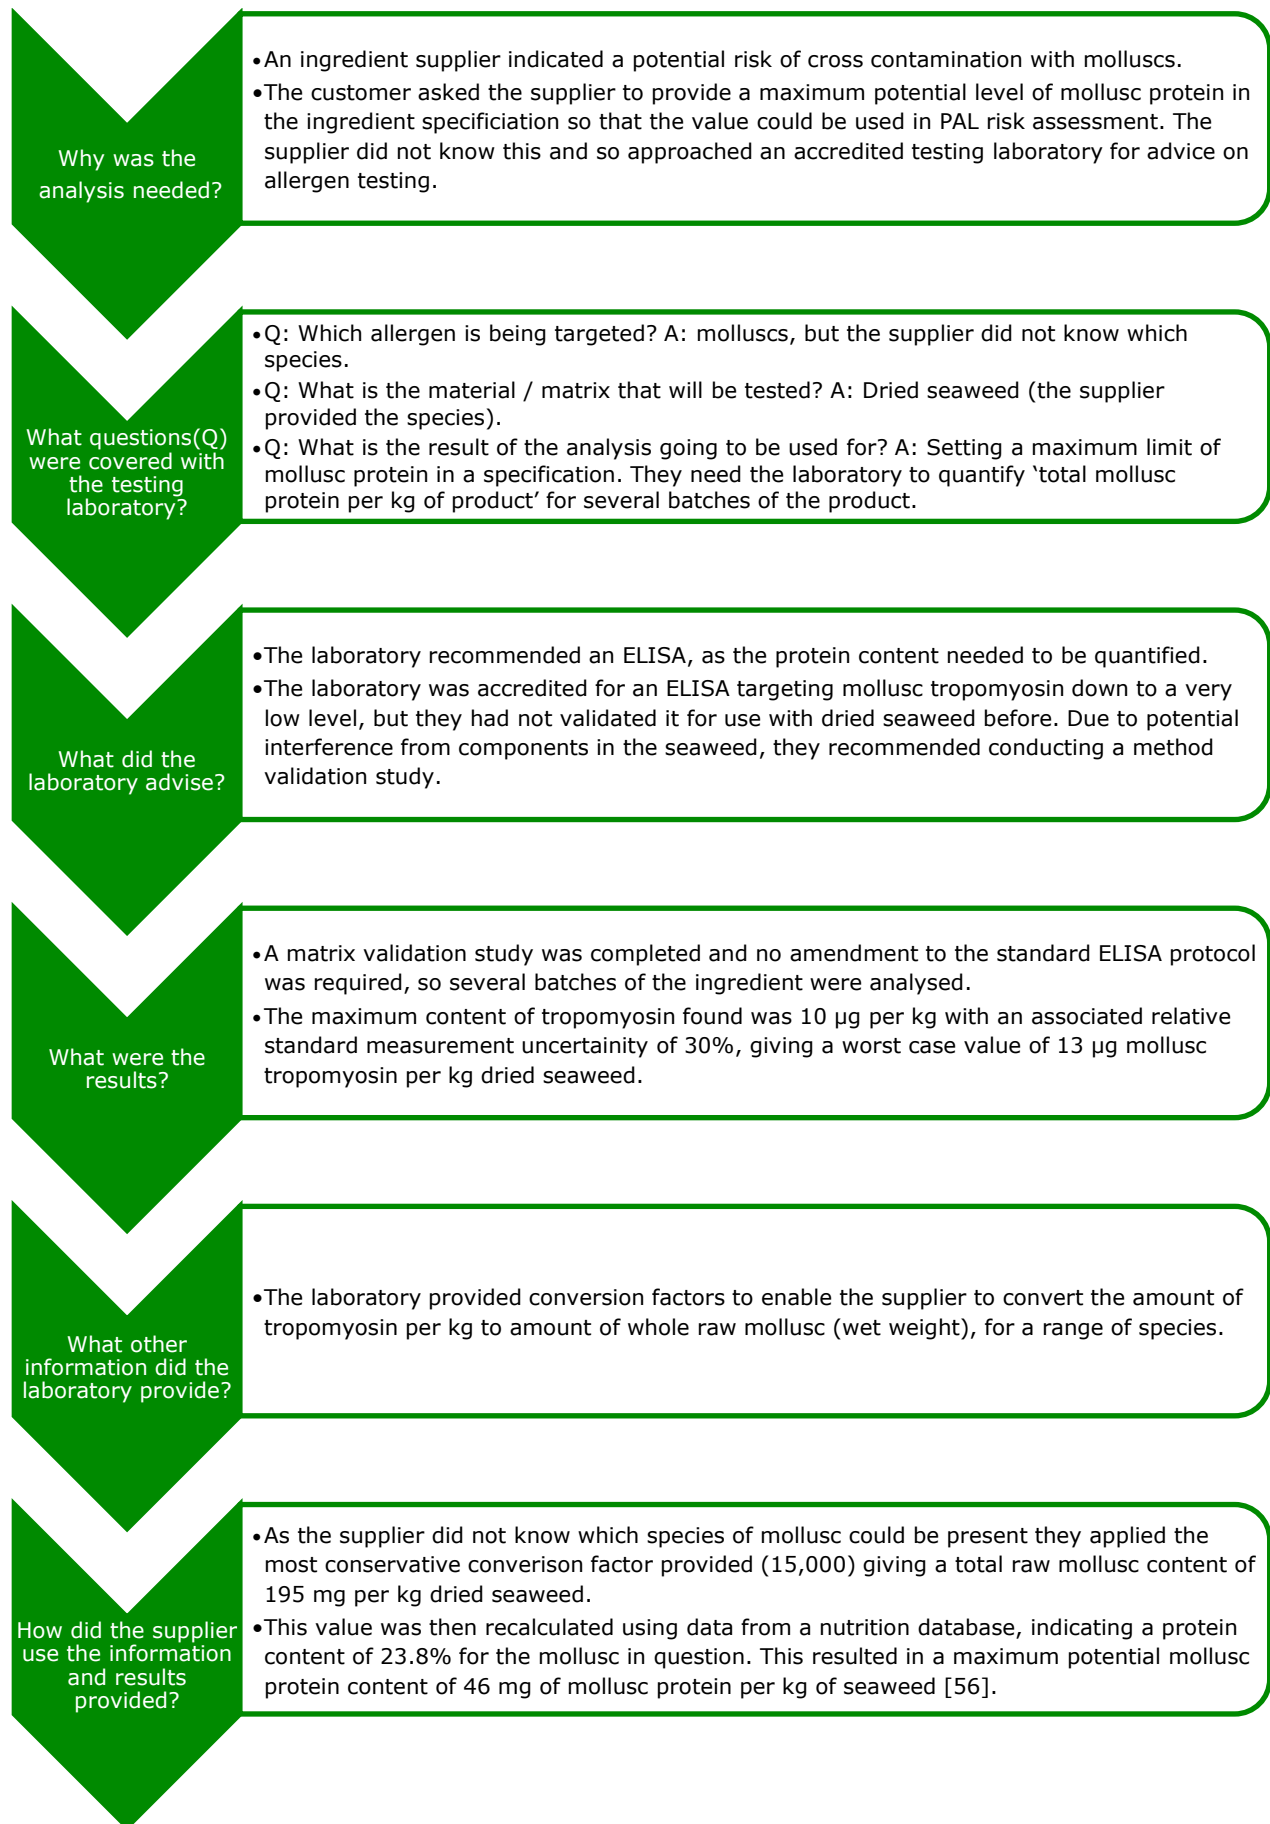 Why was the
analysis needed?
•An ingredient supplier indicated a potential risk of cross contamination with molluscs.
•The customer asked the supplier to provide a maximum potential level of mollusc protein in
the ingredient specificiation so that the value could be used in PAL risk assessment. The
supplier did not know this and so approached an accredited testing laboratory for advice on
allergen testing.
What questions(Q)
were covered with
the testing
laboratory?
•Q: Which allergen is being targeted? A: molluscs, but the supplier did not know which
species.
•Q: What is the material / matrix that will be tested? A: Dried seaweed (the supplier
provided the species).
•Q: What is the result of the analysis going to be used for? A: Setting a maximum limit of
mollusc protein in a specification. They need the laboratory to quantify ‘total mollusc
protein per kg of product’ for several batches of the product.
What did the
laboratory advise?
•The laboratory recommended an ELISA, as the protein content needed to be quantified.
•The laboratory was accredited for an ELISA targeting mollusc tropomyosin down to a very
low level, but they had not validated it for use with dried seaweed before. Due to potential
interference from components in the seaweed, they recommended conducting a method
validation study.
What were the
results?
•A matrix validation study was completed and no amendment to the standard ELISA protocol
was required, so several batches of the ingredient were analysed.
•The maximum content of tropomyosin found was 10 µg per kg with an associated relative
standard measurement uncertainity of 30%, giving a worst case value of 13 µg mollusc
tropomyosin per kg dried seaweed.
What other
information did the
laboratory provide?
•The laboratory provided conversion factors to enable the supplier to convert the amount of
tropomyosin per kg to amount of whole raw mollusc (wet weight), for a range of species.
How did the supplier
use the information
and results
provided?
•As the supplier did not know which species of mollusc could be present they applied the
most conservative converison factor provided (15,000) giving a total raw mollusc content of
195 mg per kg dried seaweed.
•This value was then recalculated using data from a nutrition database, indicating a protein
content of 23.8% for the mollusc in question. This resulted in a maximum potential mollusc
protein content of 46 mg of mollusc protein per kg of seaweed [56].